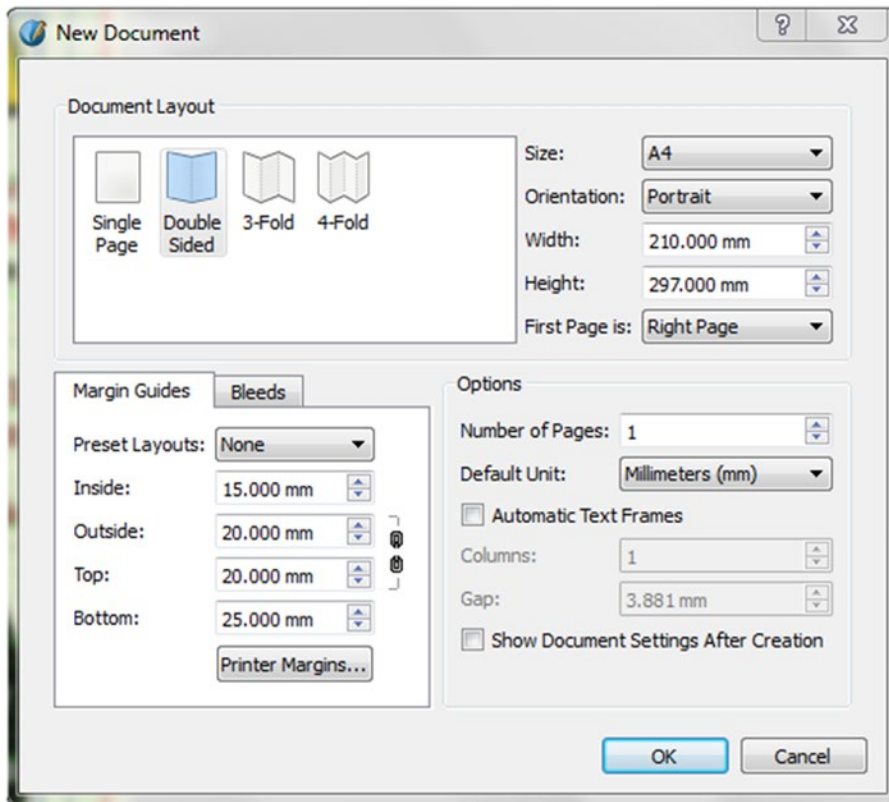 New Document
Document Layout
Single Page
Double Sided
3-Fold
4-Fold
Size: A4
Orientation: Portrait
Width: 210.000 mm
Height: 297.000 mm
First Page is: Right Page
Margin Guides
Bleeds
Preset Layouts: None
Inside: 15.000 mm
Outside: 20.000 mm
Top: 20.000 mm
Bottom: 25.000 mm
Printer Margins...
Options
Number of Pages: 1
Default Unit: Millimeters (mm)
Automatic Text Frames
Columns: 1
Gap: 3.881 mm
Show Document Settings After Creation
OK
Cancel